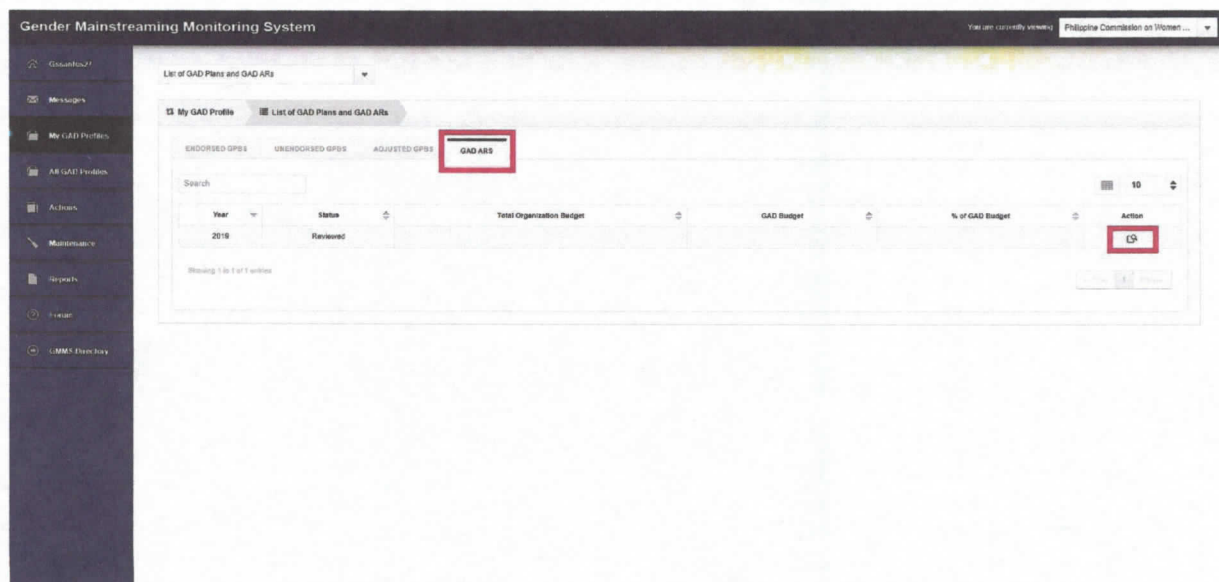 Gender Mainstreaming Monitoring System
You are currently viewing
Philippine Commission on Women ...
Messages
My GAD Profiles
All GAD Profiles
Actions
Maintenance
Reports
Forum
GMMS Directory
List of GAD Plans and GAD ARs
My GAD Profile
List of GAD Plans and GAD ARs
ENDORSED GPBS
UNENDORSED GPBS
ADJUSTED GPBS
GAD ARS
Search
10
Year
Status
Total Organization Budget
GAD Budget
% of GAD Budget
Action
2019
Reviewed
Showing 1 to 1 of 1 entries
1